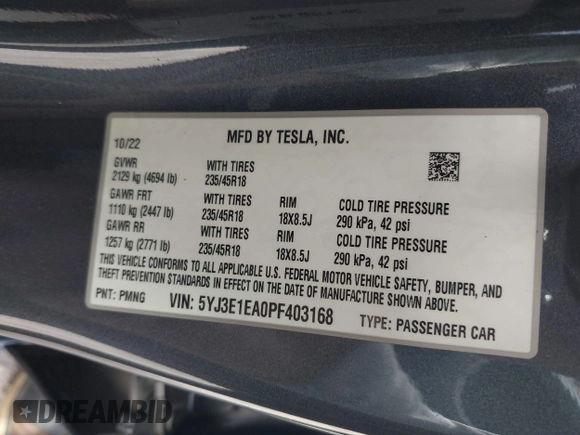 10/22
MFD BY TESLA, INC.
GVWR
2129 kg (4694 lb)
WITH TIRES
235/45R18
GAWR FRT
1110 kg (2447 lb)
WITH TIRES
235/45R18
RIM
18X8.5J
COLD TIRE PRESSURE
290 kPa, 42 psi
GAWR RR
1257 kg (2771 lb)
WITH TIRES
235/45R18
RIM
18X8.5J
COLD TIRE PRESSURE
290 kPa, 42 psi
THIS VEHICLE CONFORMS TO ALL APPLICABLE U.S. FEDERAL MOTOR VEHICLE SAFETY, BUMPER, AND
THEFT PREVENTION STANDARDS IN EFFECT ON THE DATE OF MANUFACTURE SHOWN ABOVE.
PNT: PMNG
VIN: 5YJ3E1EA0PF403168
TYPE: PASSENGER CAR
DREAMBID